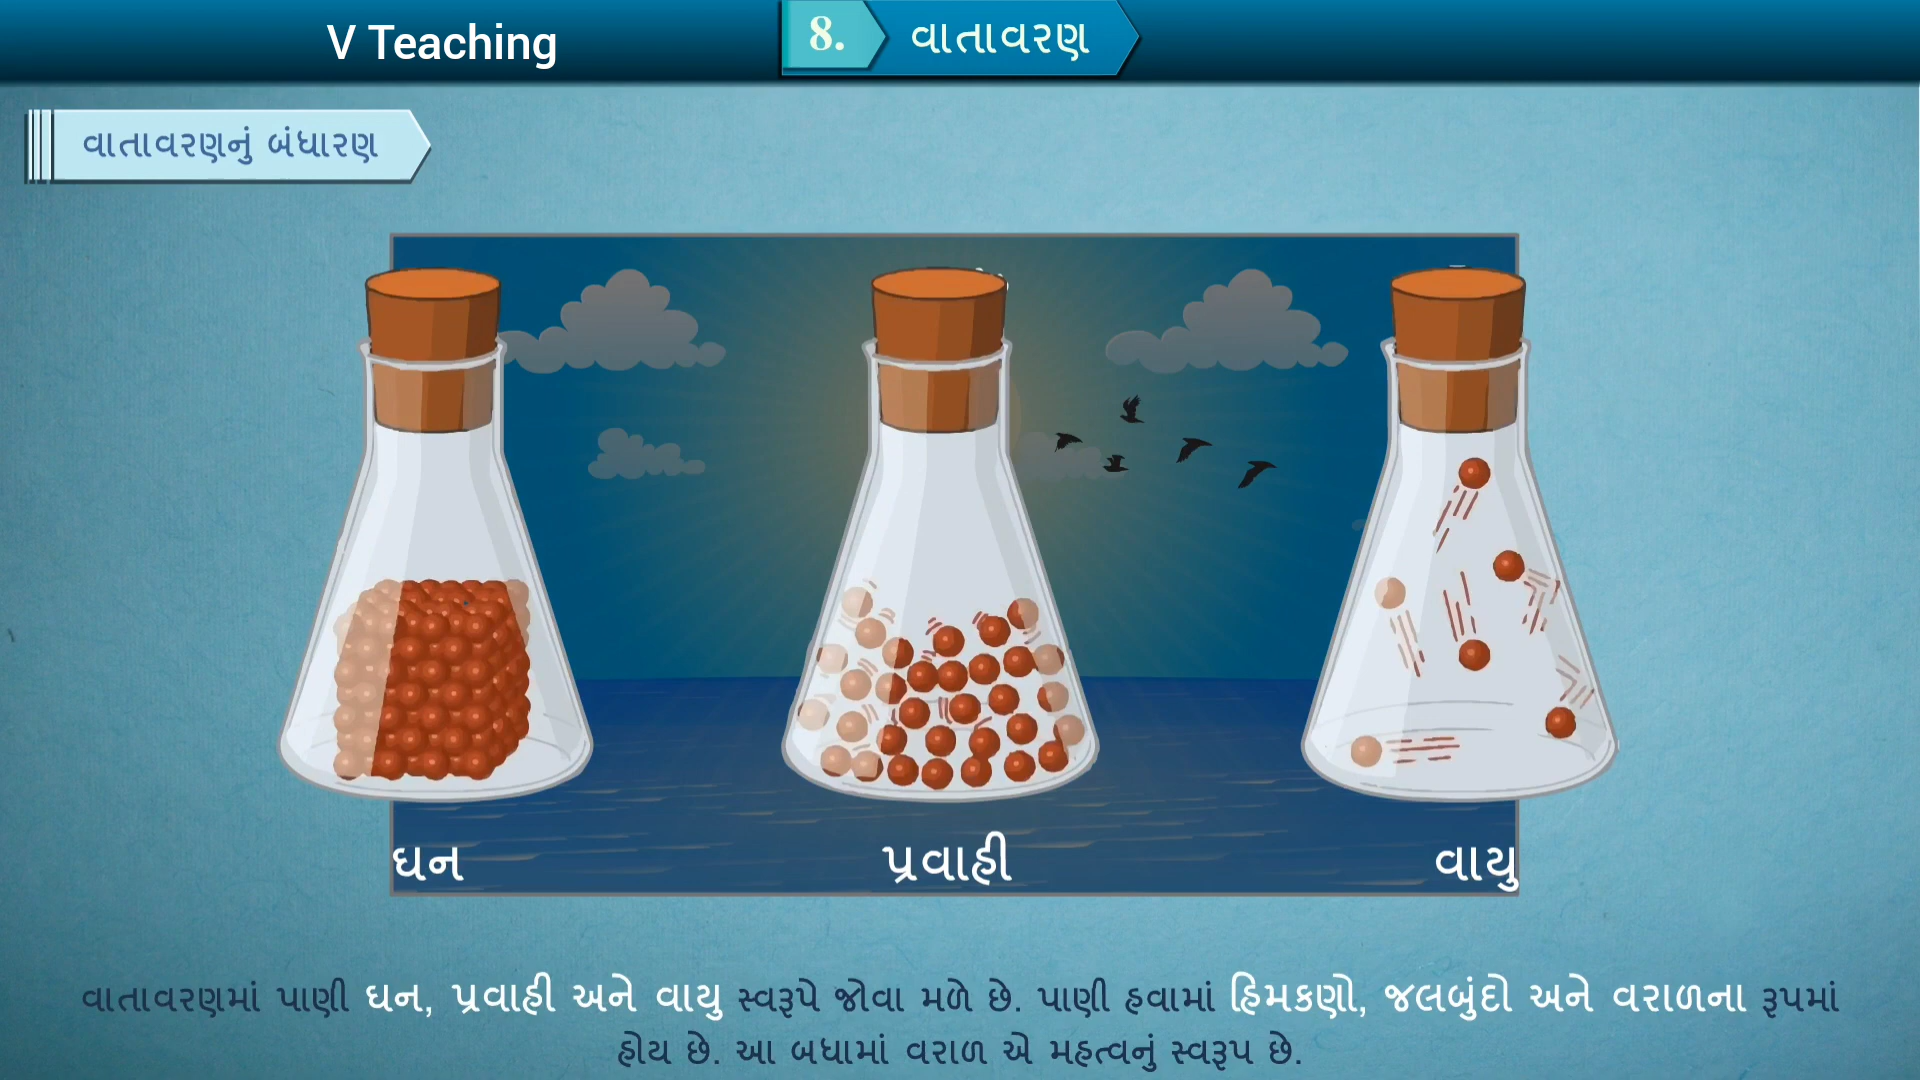 V Teaching
8. વાતાવરણ
વાતાવરણનું બંધારણ
ઘન
પ્રવાહી
વાયુ
વાતાવરણમાં પાણી ઘન, પ્રવાહી અને વાયુ સ્વરૂપે જોવા મળે છે. પાણી હવામાં હિમકણો, જલબુંદો અને વરાળના રૂપમાં
હોય છે. આ બધામાં વરાળ એ મહત્વનું સ્વરૂપ છે.